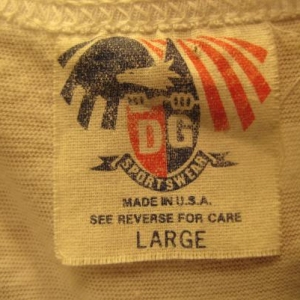 DG
SPORTSWEAR
MADE IN U.S.A.
SEE REVERSE FOR CARE
LARGE